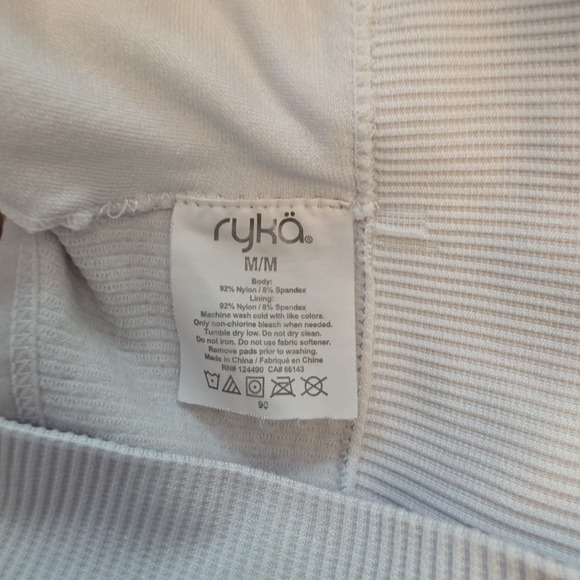 rykä®
M/M
Body:
92% Nylon / 8% Spandex
Lining:
92% Nylon / 8% Spandex
Machine wash cold with like colors.
Only non-chlorine bleach when needed.
Tumble dry low. Do not dry clean.
Do not iron. Do not use fabric softener.
Remove pads prior to washing.
Made in China / Fabriqué en Chine
RN# 124490 CA# 66143
90